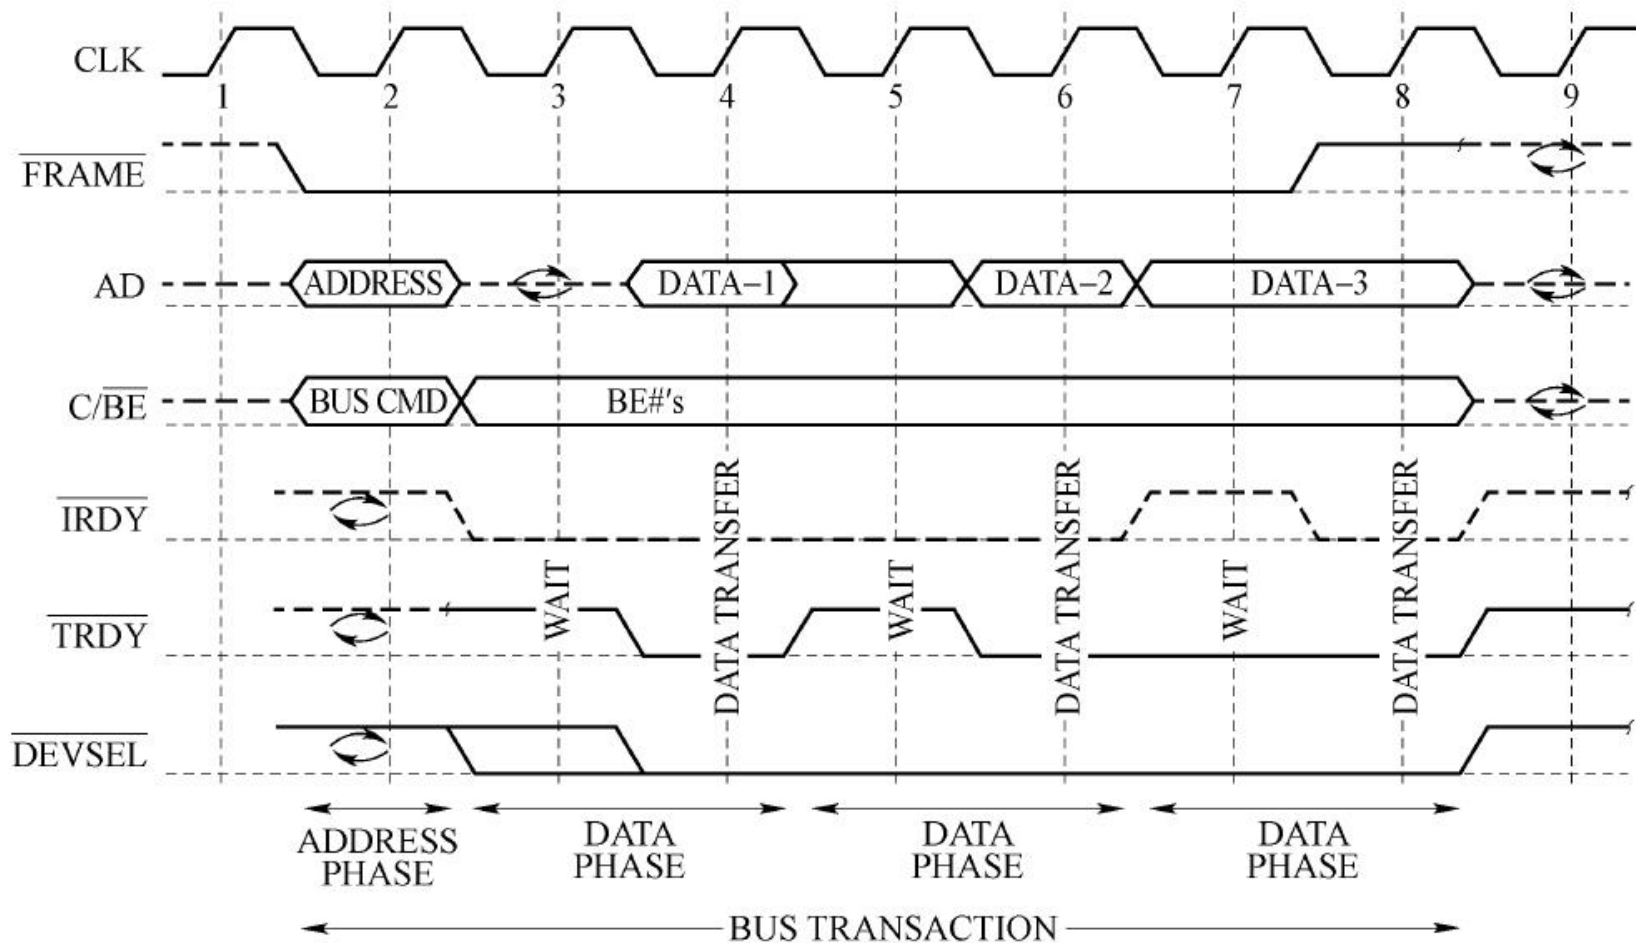 CLK
1 2 3 4 5 6 7 8 9
FRAME
AD
ADDRESS
DATA–1
DATA–2
DATA–3
C/BE
BUS CMD
BE#'s
IRDY
TRDY
WAIT
DATA TRANSFER
WAIT
DATA TRANSFER
WAIT
DATA TRANSFER
DEVSEL
ADDRESS
PHASE
DATA
PHASE
DATA
PHASE
DATA
PHASE
BUS TRANSACTION